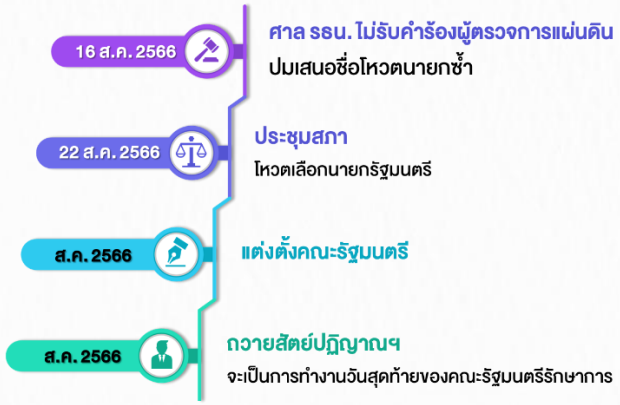 16 ส.ค. 2566
ศาล รธน. ไม่รับคำร้องผู้ตรวจการแผ่นดิน
ปมเสนอชื่อโหวตนายกซ้ำ
22 ส.ค. 2566
ประชุมสภา
โหวตเลือกนายกรัฐมนตรี
ส.ค. 2566
แต่งตั้งคณะรัฐมนตรี
ส.ค. 2566
ถวายสัตย์ปฏิญาณฯ
จะเป็นการทำงานวันสุดท้ายของคณะรัฐมนตรีรักษาการ